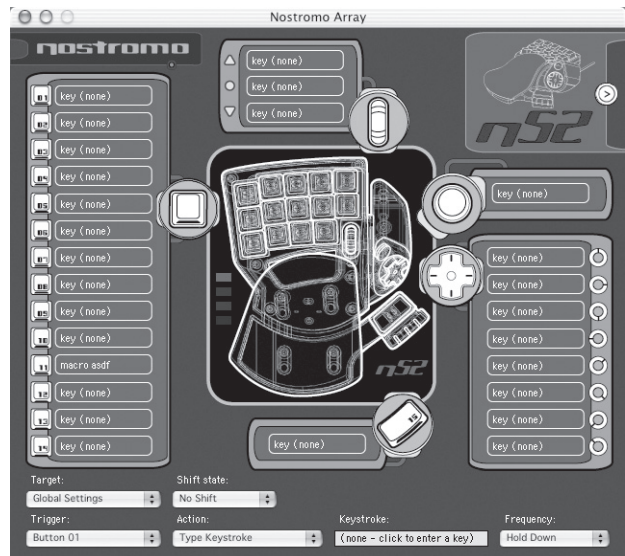 Nostromo Array
nostromo
key (none)
key (none)
key (none)
n52
01 key (none)
02 key (none)
03 key (none)
04 key (none)
05 key (none)
06 key (none)
07 key (none)
08 key (none)
09 key (none)
10 key (none)
11 macro asdf
12 key (none)
13 key (none)
14 key (none)
key (none)
key (none)
key (none)
key (none)
key (none)
key (none)
key (none)
key (none)
key (none)
n52
key (none)
15
Target:
Shift state:
Global Settings
No Shift
Trigger:
Action:
Keystroke:
Frequency:
Button 01
Type Keystroke
(none - click to enter a key)
Hold Down